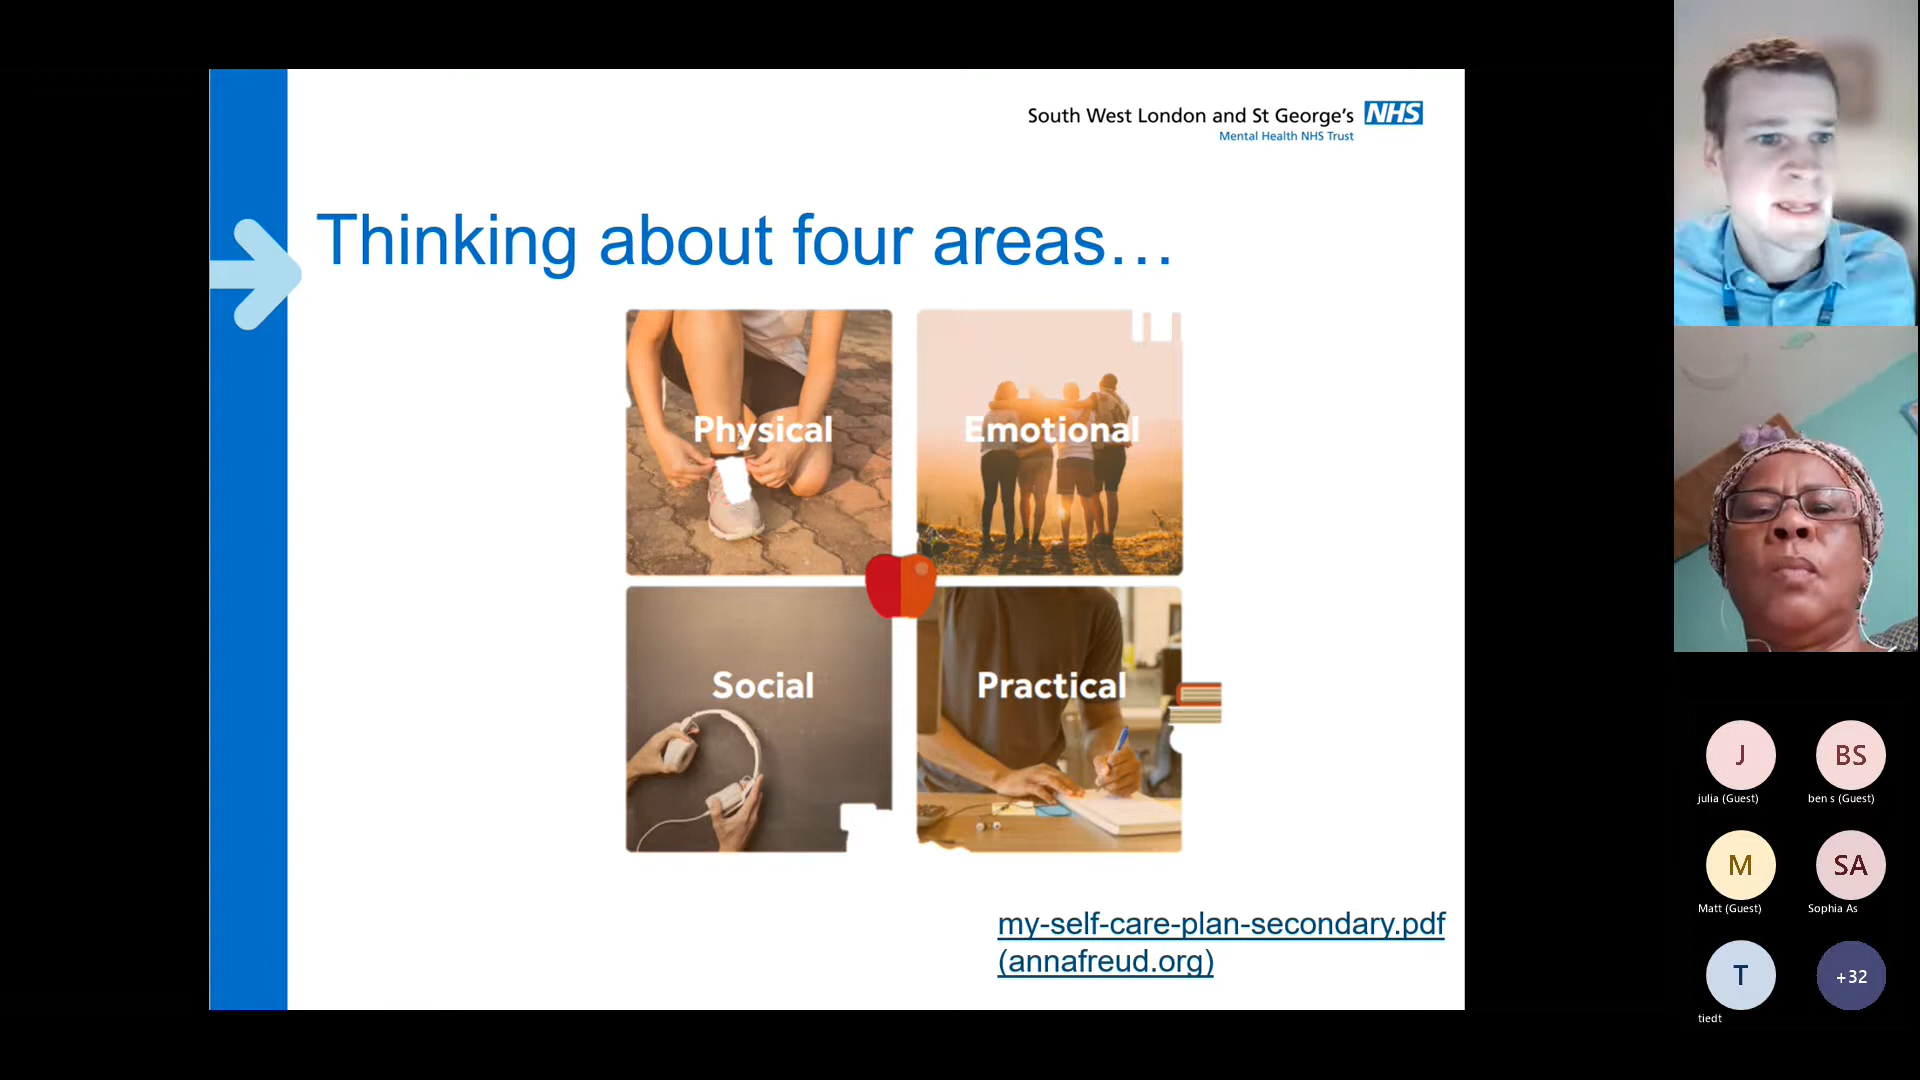 South West London and St George's NHS
Mental Health NHS Trust
Thinking about four areas…
Physical
Emotional
Social
Practical
my-self-care-plan-secondary.pdf
(annafreud.org)
J
BS
julia (Guest)
ben s (Guest)
M
SA
Matt (Guest)
Sophia As
T
+32
tiedt